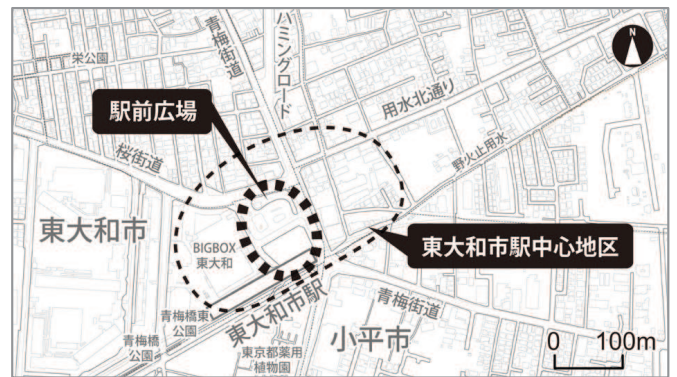 栄公園
青梅街道
ハミングロード
N
用水北通り
駅前広場
桜街道
野火止用水
東大和市
BIGBOX
東大和
東大和市駅中心地区
青梅橋東
公園
東大和市駅
青梅街道
青梅橋
公園
小平市
東京都薬用
植物園
0 100m